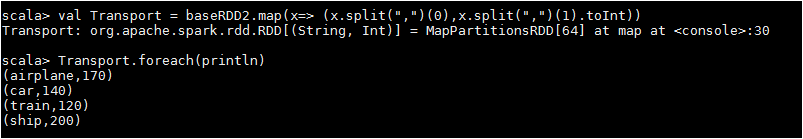 scala> val Transport = baseRDD2.map(x=> (x.split(",")(0),x.split(",")(1).toInt))
Transport: org.apache.spark.rdd.RDD[(String, Int)] = MapPartitionsRDD[64] at map at <console>:30
scala> Transport.foreach(println)
(airplane,170)
(car,140)
(train,120)
(ship,200)